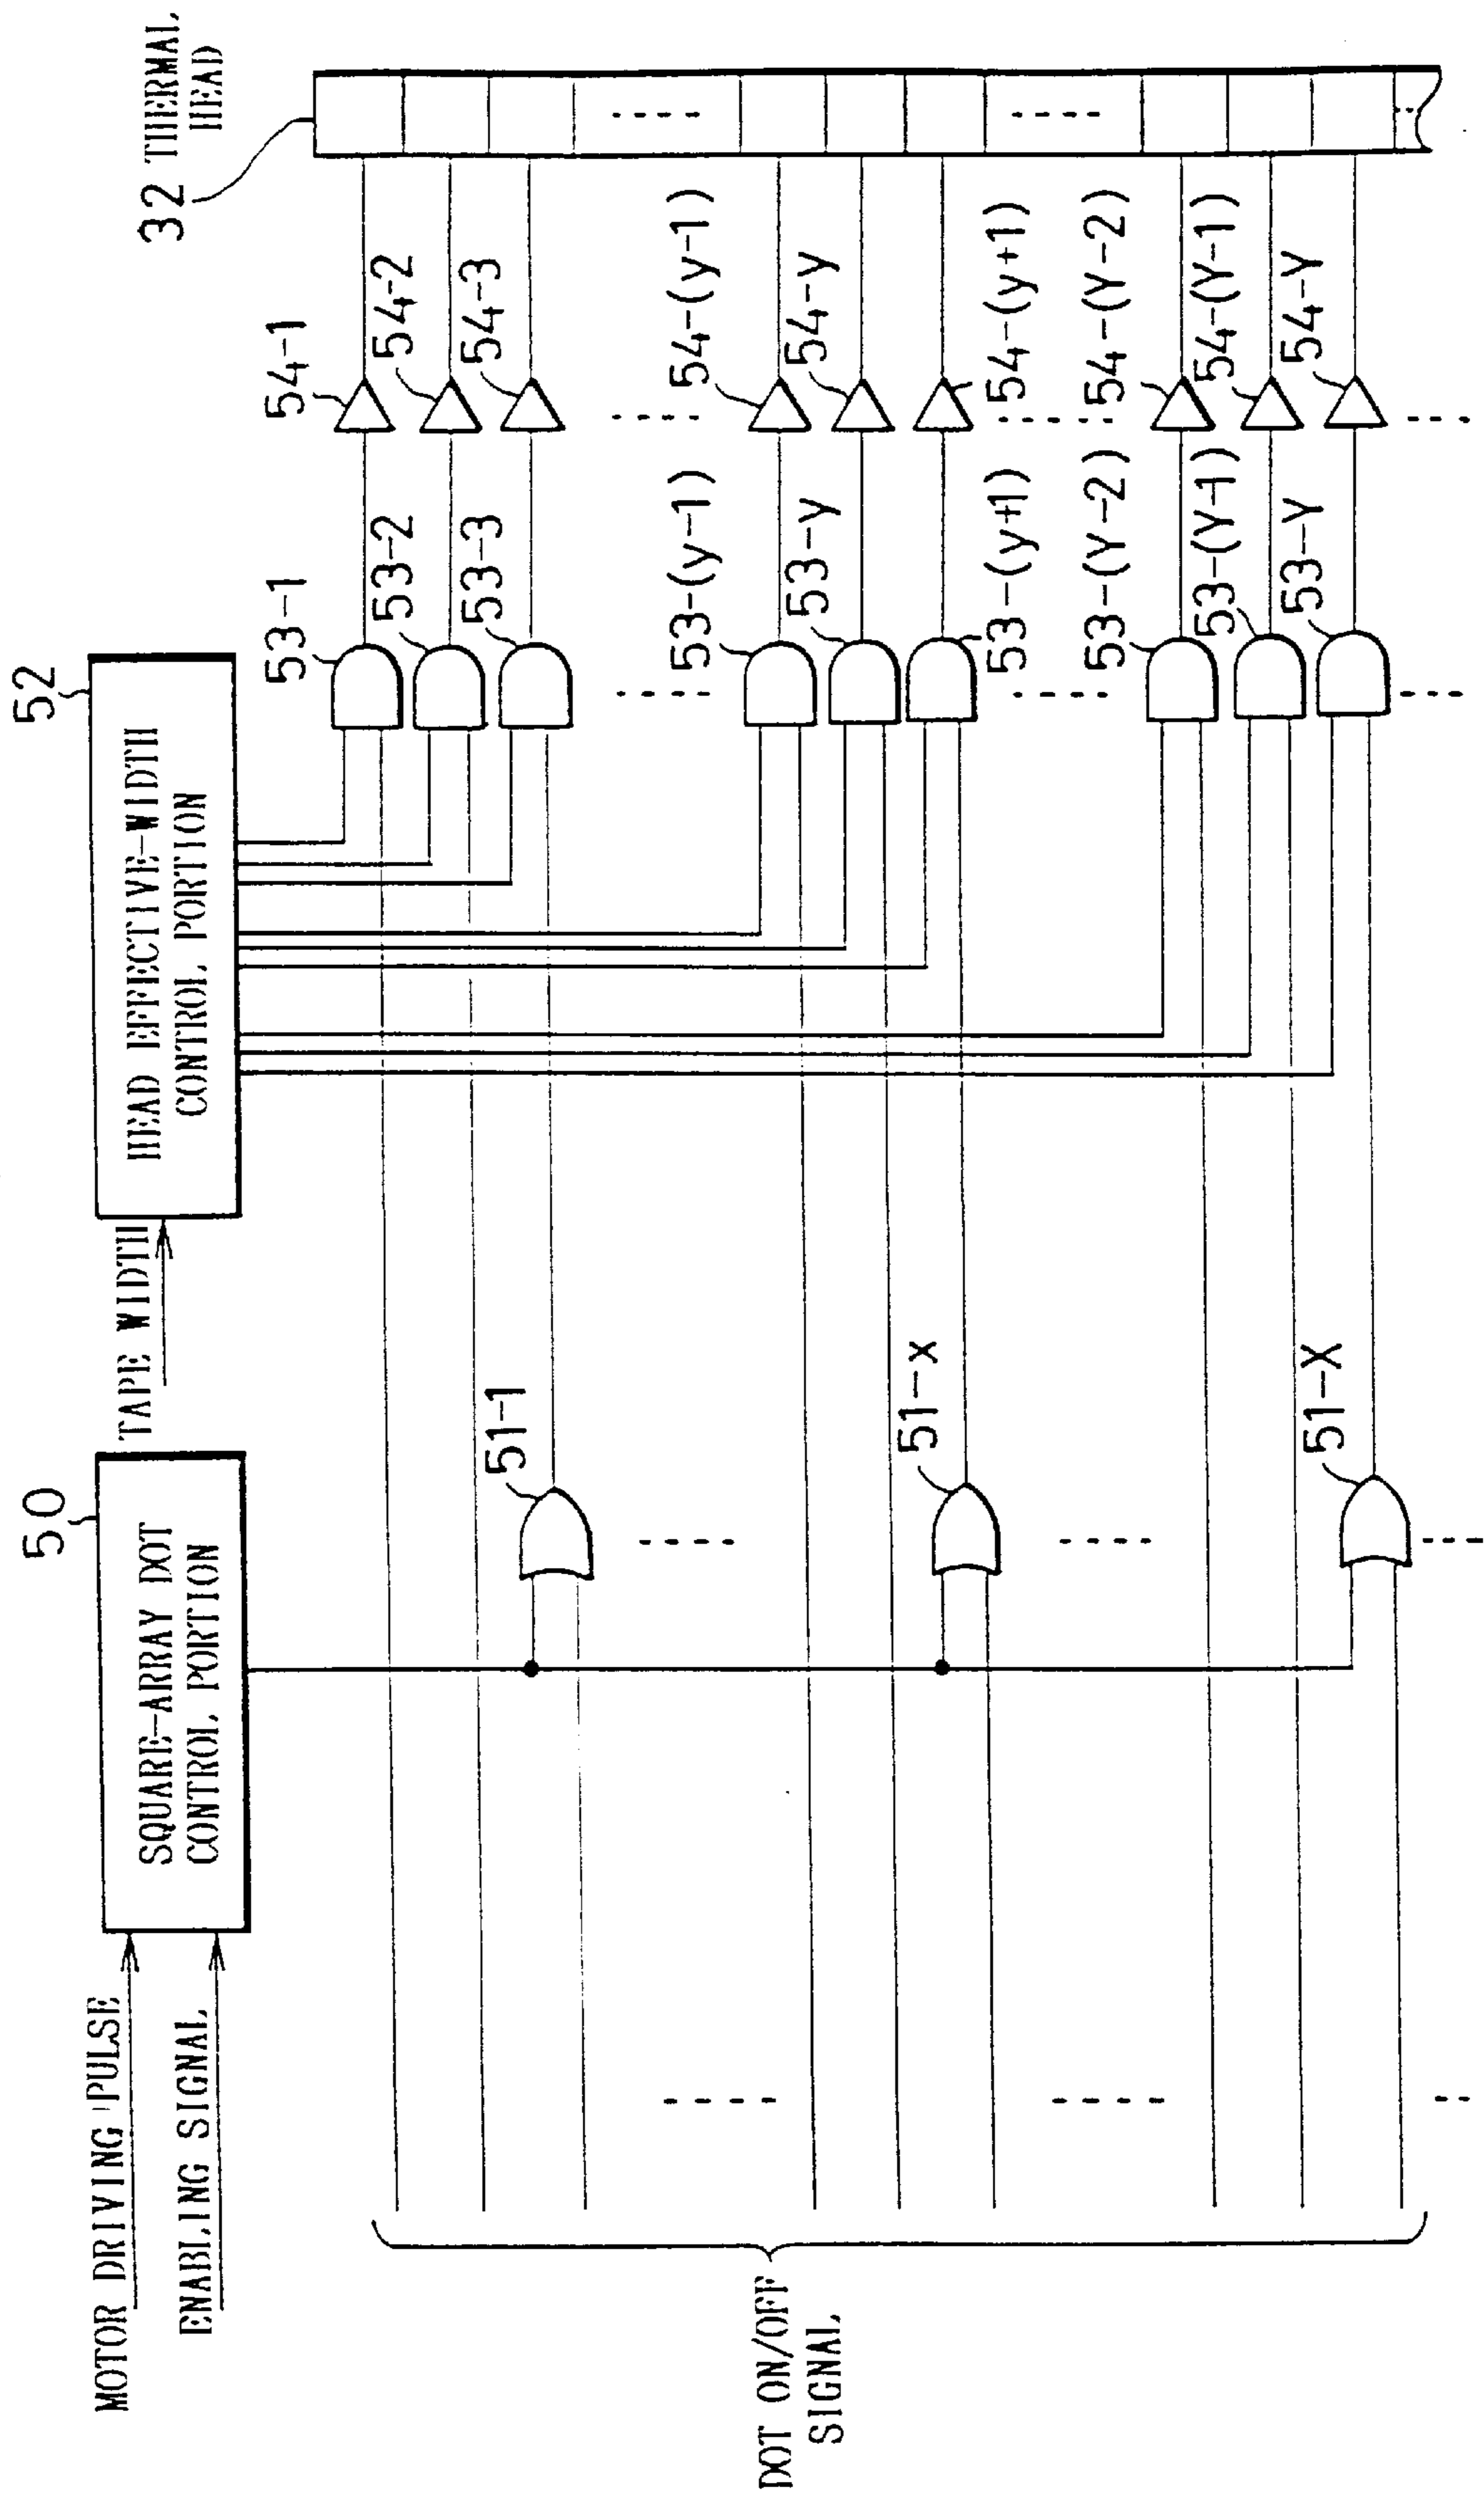 MOTOR DRIVING PULSE
ENABLING SIGNAL
50
SQUARE-ARRAY DOT
CONTROL PORTION
TAPE WIDTH
52
HEAD EFFECTIVE-WIDTH
CONTROL PORTION
32 THERMAL
HEAD
53-1
54-1
53-2
54-2
51-1
53-3
54-3
53-(y-1)
54-(y-1)
DOT ON/OFF
SIGNAL
53-y
54-y
51-x
53-(y+1)
54-(y+1)
53-(Y-2)
54-(Y-2)
53-(Y-1)
54-(Y-1)
51-X
53-Y
54-Y